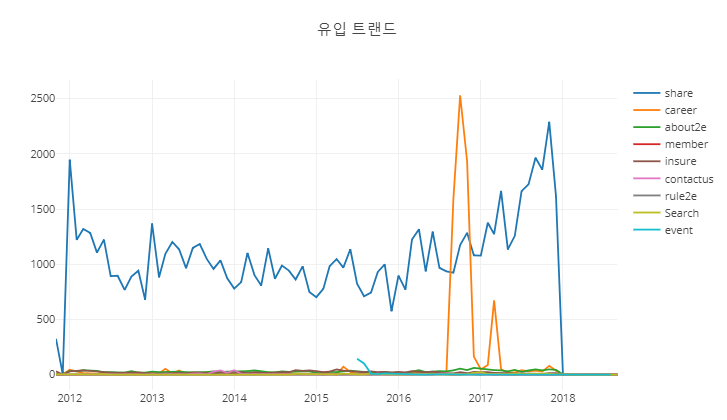 유입 트랜드
2500
2000
1500
1000
500
0
2012
2013
2014
2015
2016
2017
2018
share
career
about2e
member
insure
contactus
rule2e
Search
event